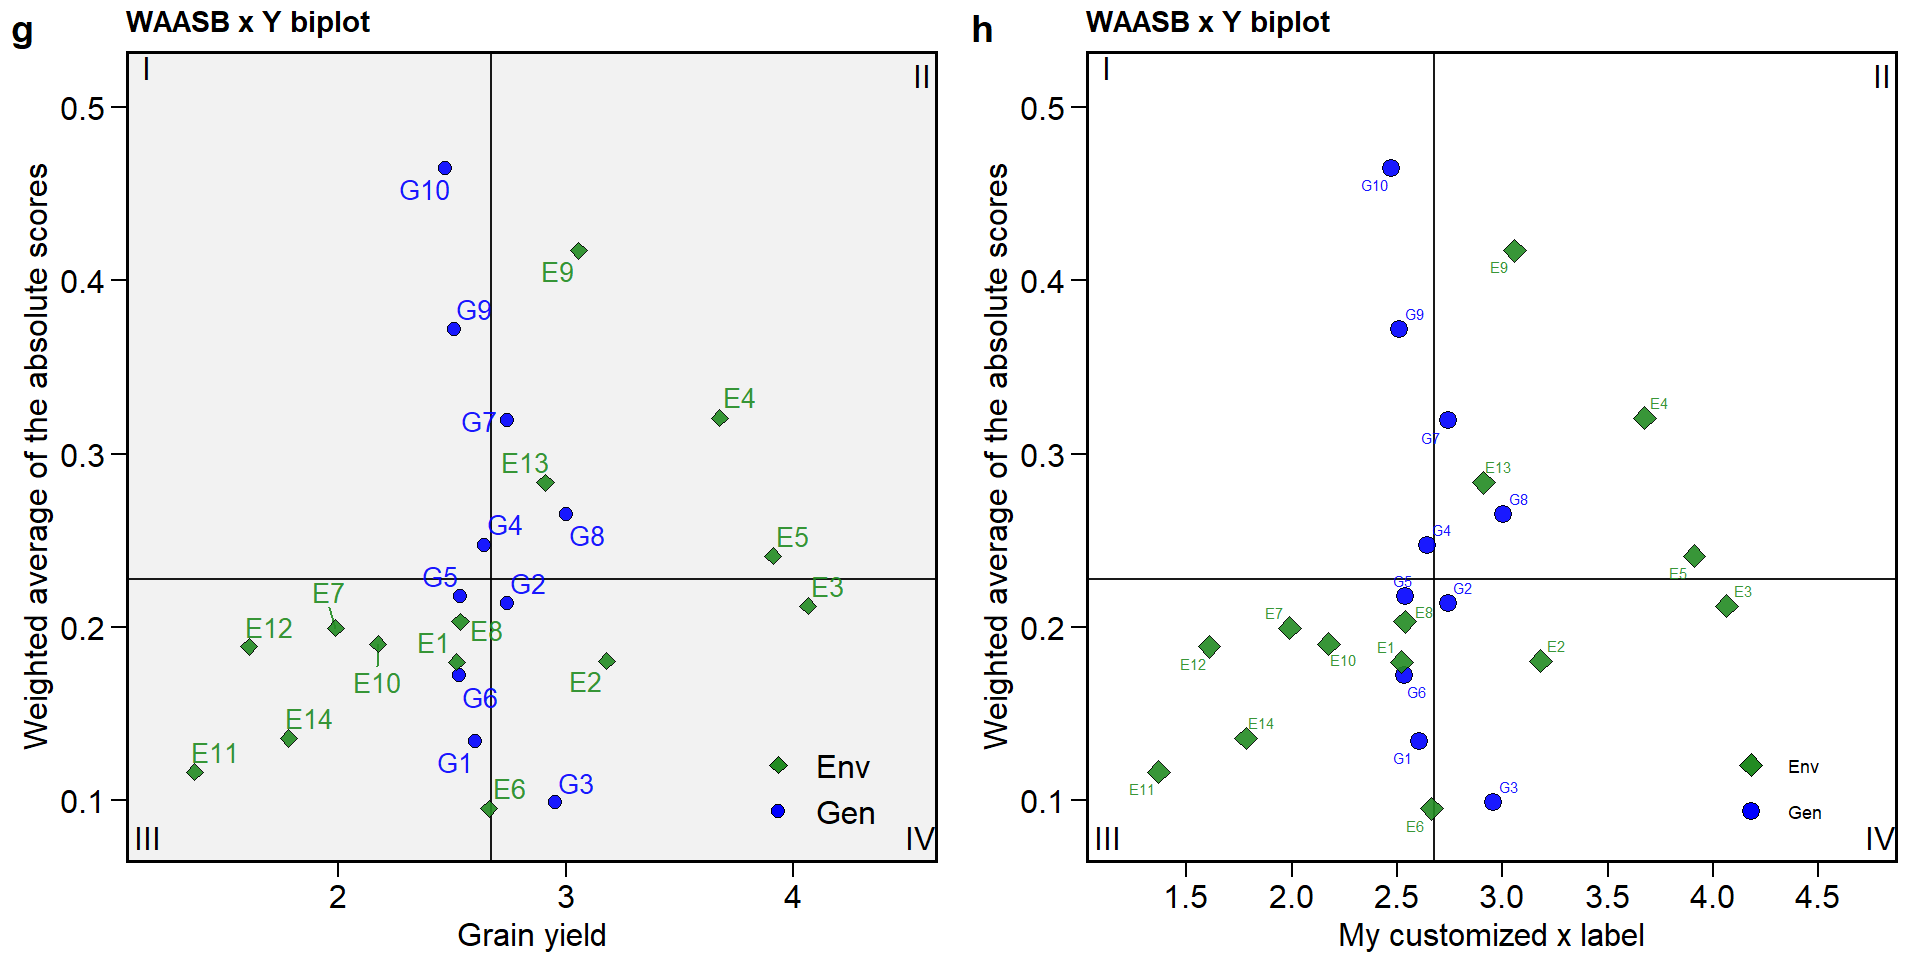 g
WAASB x Y biplot
I
II
0.5
0.4
0.3
0.2
0.1
Weighted average of the absolute scores
G10
E9
G9
E4
G7
E13
G4
G8
E5
G5
G2
E7
E3
E12
E8
E1
E10
E2
G6
E14
E11
G1
E6
G3
Env
Gen
III
IV
2
3
4
Grain yield
h
WAASB x Y biplot
I
II
0.5
0.4
0.3
0.2
0.1
Weighted average of the absolute scores
G10
E9
G9
E4
G7
E13
G8
G4
E5
G5
G2
E3
E7
E8
E12
E10
E1
E2
G6
E14
G1
E11
G3
E6
Env
Gen
III
IV
1.5
2.0
2.5
3.0
3.5
4.0
4.5
My customized x label